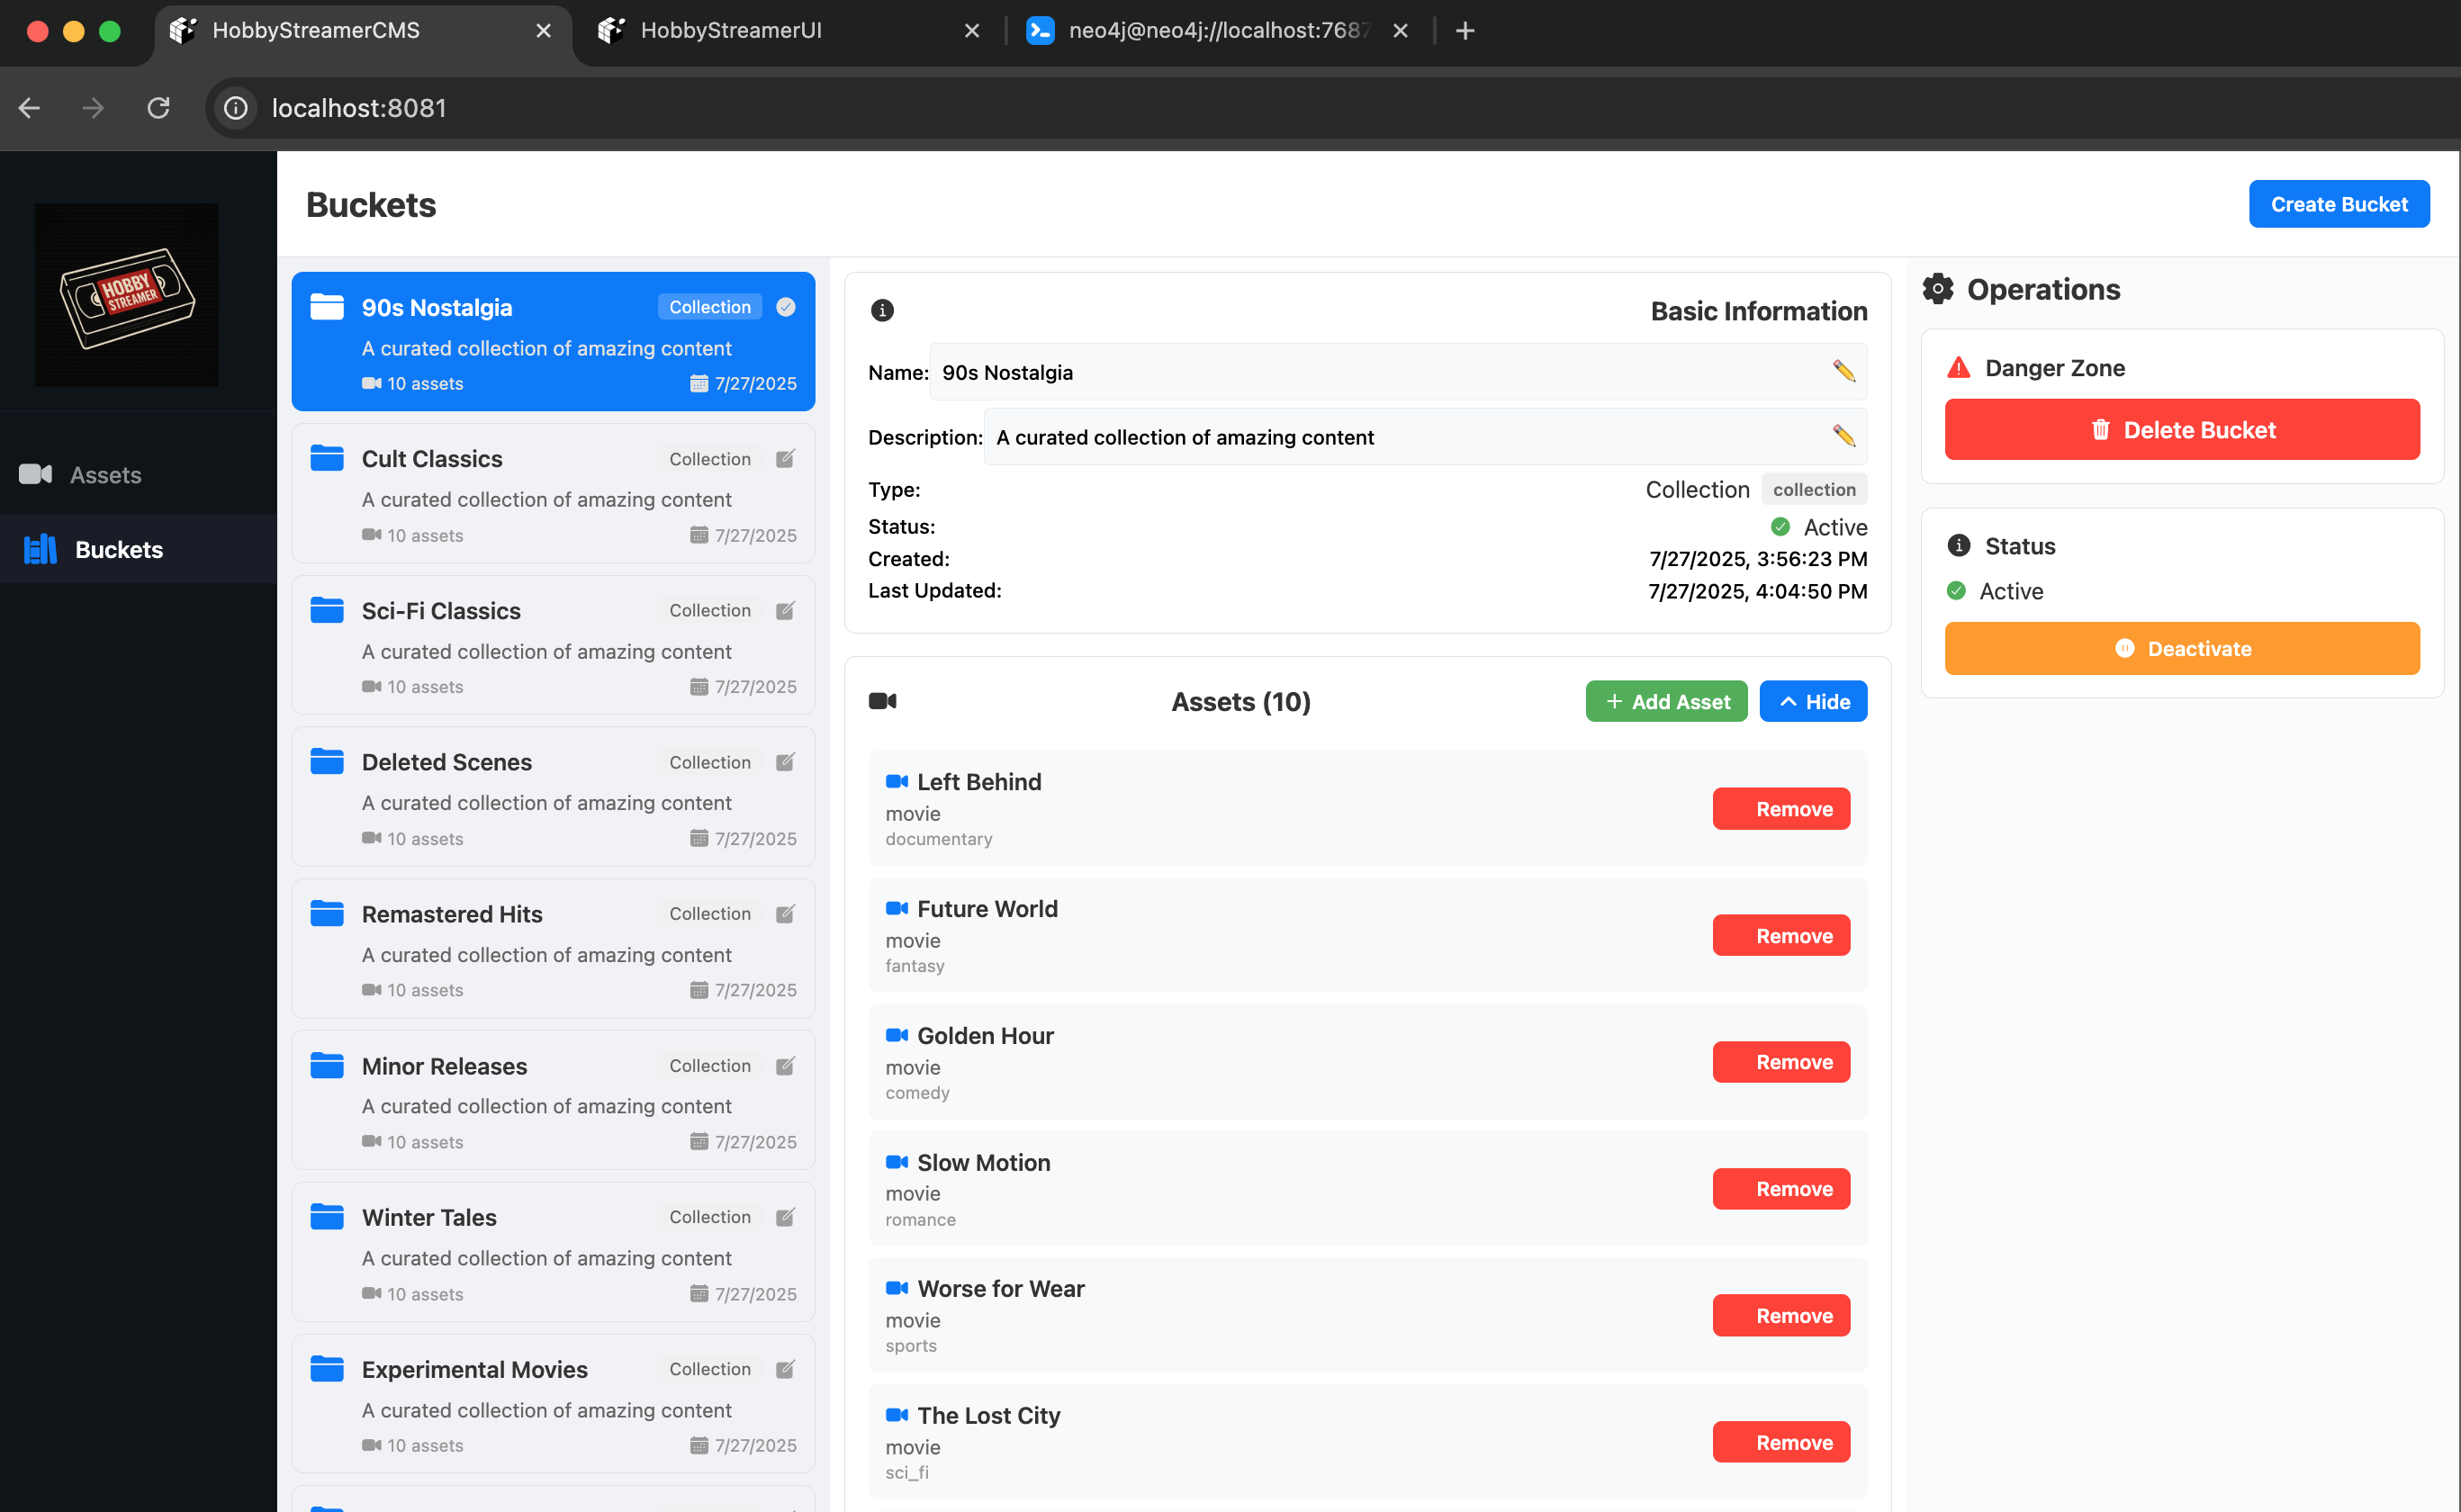 HobbyStreamerCMS
HobbyStreamerUI
neo4j@neo4j://localhost:7687
localhost:8081
HOBBY
STREAMER
Assets
Buckets
Buckets
Create Bucket
90s Nostalgia
Collection
A curated collection of amazing content
10 assets
7/27/2025
Cult Classics
Collection
A curated collection of amazing content
10 assets
7/27/2025
Sci-Fi Classics
Collection
A curated collection of amazing content
10 assets
7/27/2025
Deleted Scenes
Collection
A curated collection of amazing content
10 assets
7/27/2025
Remastered Hits
Collection
A curated collection of amazing content
10 assets
7/27/2025
Minor Releases
Collection
A curated collection of amazing content
10 assets
7/27/2025
Winter Tales
Collection
A curated collection of amazing content
10 assets
7/27/2025
Experimental Movies
Collection
A curated collection of amazing content
10 assets
7/27/2025
Basic Information
Name: 90s Nostalgia
Description: A curated collection of amazing content
Type: Collection collection
Status: Active
Created: 7/27/2025, 3:56:23 PM
Last Updated: 7/27/2025, 4:04:50 PM
Assets (10)
Add Asset
Hide
Left Behind
movie
documentary
Remove
Future World
movie
fantasy
Remove
Golden Hour
movie
comedy
Remove
Slow Motion
movie
romance
Remove
Worse for Wear
movie
sports
Remove
The Lost City
movie
sci_fi
Remove
Operations
Danger Zone
Delete Bucket
Status
Active
Deactivate